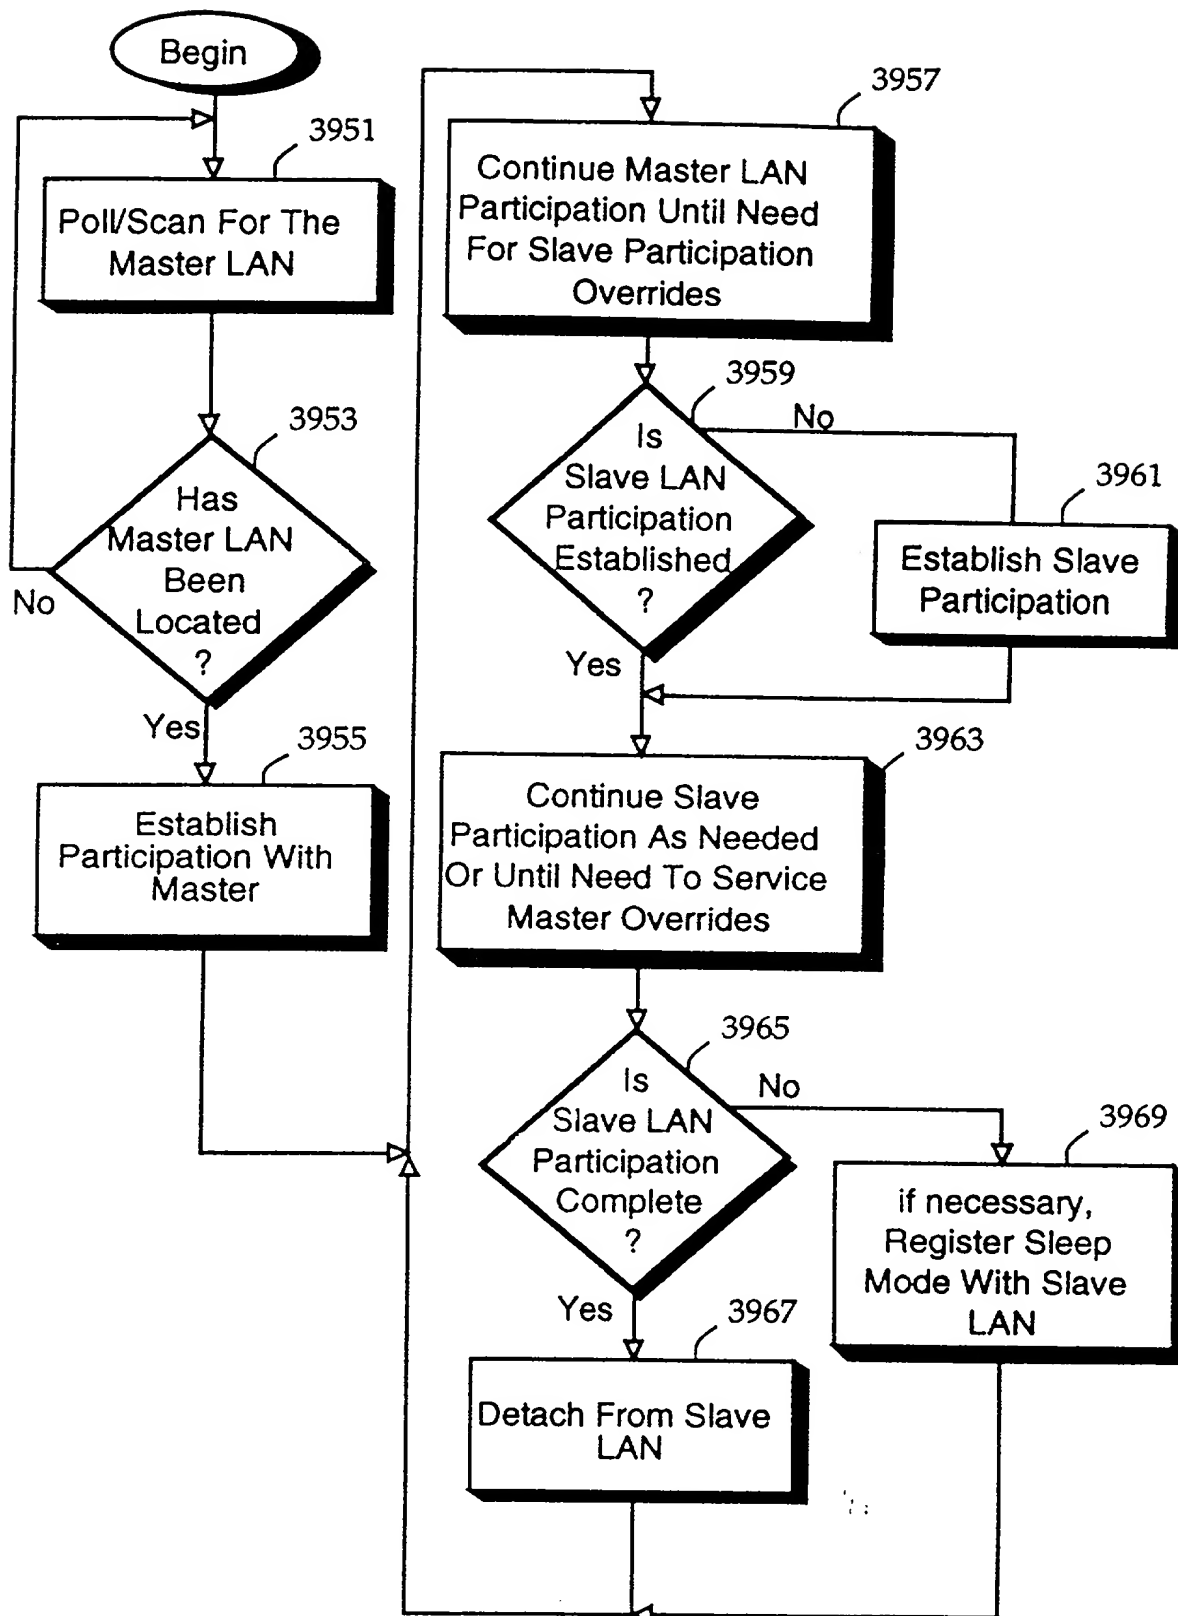 Begin
3951
Poll/Scan For The
Master LAN
3953
Has
Master LAN
Been
Located
?
No
Yes
3955
Establish
Participation With
Master
3957
Continue Master LAN
Participation Until Need
For Slave Participation
Overrides
3959
Is
Slave LAN
Participation
Established
?
No
Yes
3961
Establish Slave
Participation
3963
Continue Slave
Participation As Needed
Or Until Need To Service
Master Overrides
3965
Is
Slave LAN
Participation
Complete
?
No
Yes
3967
Detach From Slave
LAN
3969
if necessary,
Register Sleep
Mode With Slave
LAN